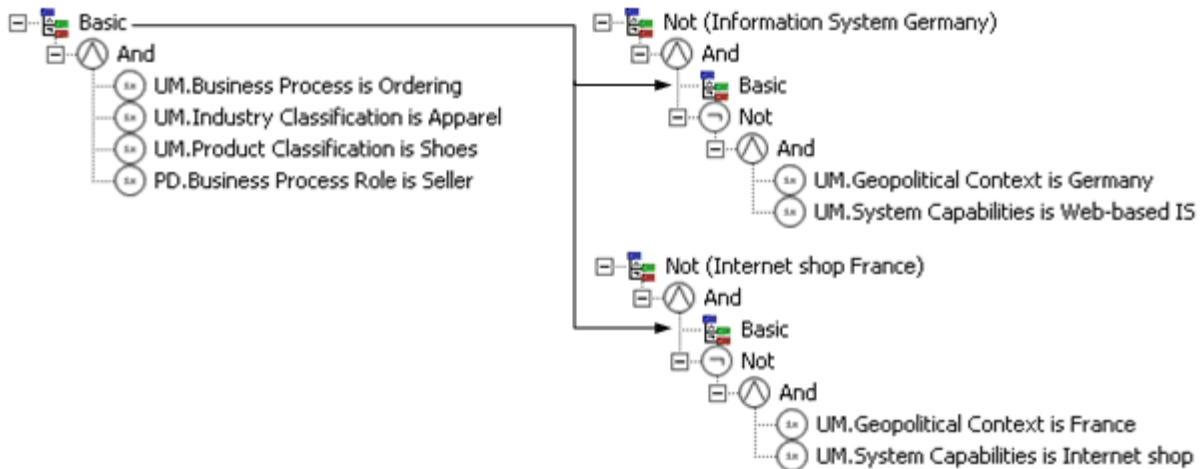 Basic
And
UM.Business Process is Ordering
UM.Industry Classification is Apparel
UM.Product Classification is Shoes
PD.Business Process Role is Seller
Not (Information System Germany)
And
Basic
Not
And
UM.Geopolitical Context is Germany
UM.System Capabilities is Web-based IS
Not (Internet shop France)
And
Basic
Not
And
UM.Geopolitical Context is France
UM.System Capabilities is Internet shop